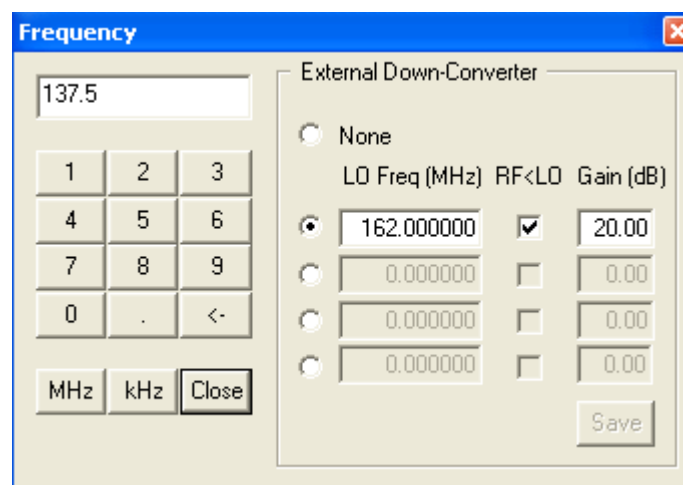 Frequency
137.5
1 2 3
4 5 6
7 8 9
0 . <-
MHz kHz Close
External Down-Converter
None
LO Freq (MHz) RF<LO Gain (dB)
162.000000 20.00
0.000000 0.00
0.000000 0.00
0.000000 0.00
Save